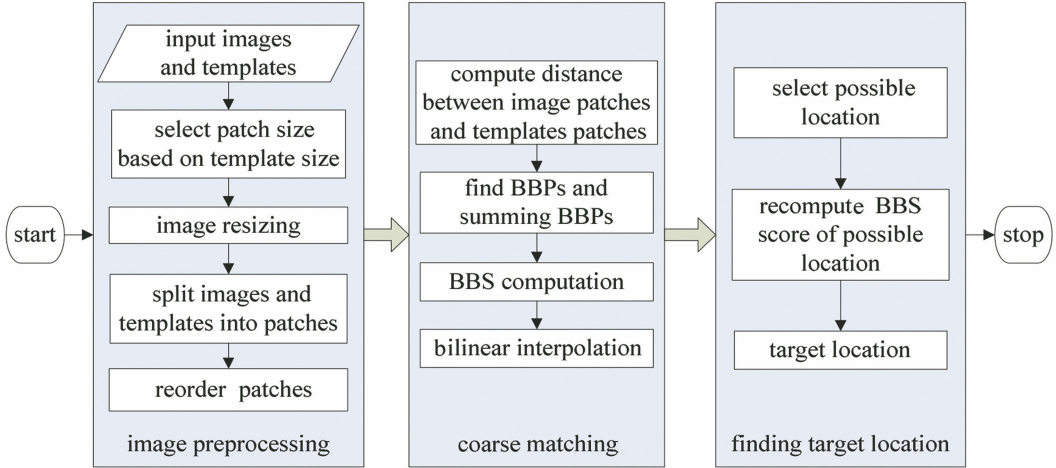 start
input images
and templates
select patch size
based on template size
image resizing
split images and
templates into patches
reorder patches
image preprocessing
compute distance
between image patches
and templates patches
find BBPs and
summing BBPs
BBS computation
bilinear interpolation
coarse matching
select possible
location
recompute BBS
score of possible
location
target location
finding target location
stop